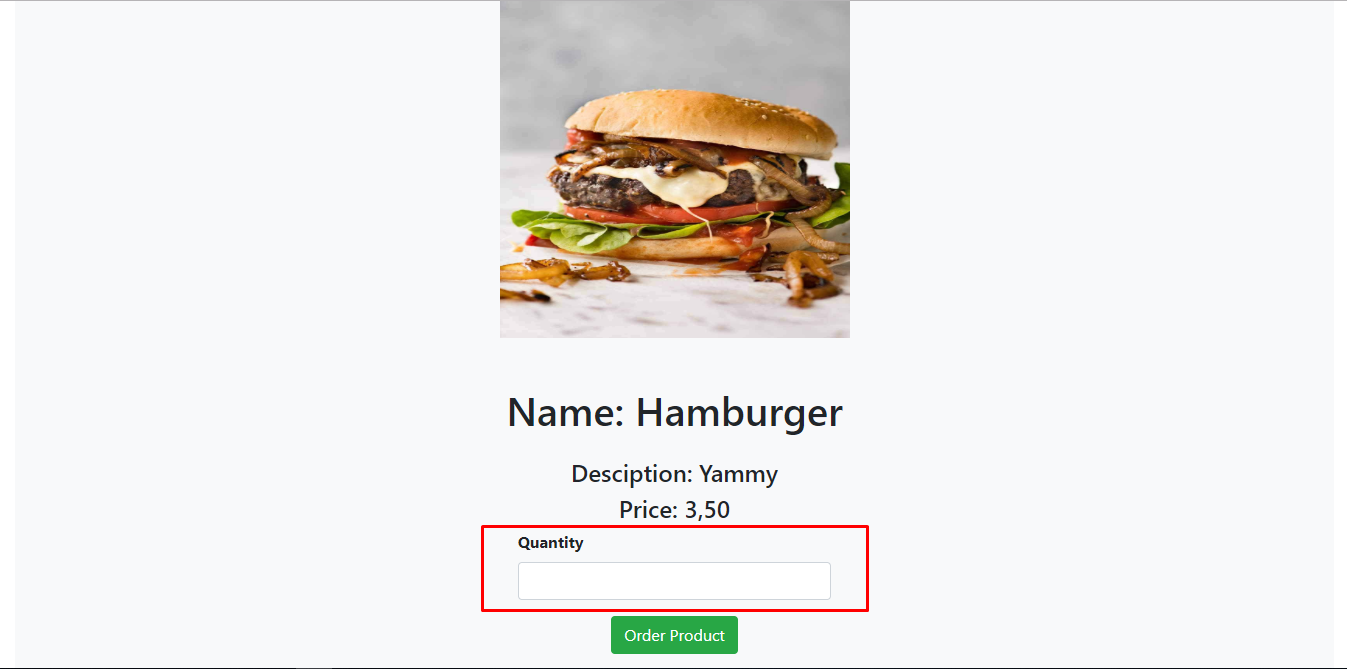 Name: Hamburger
Desciption: Yammy
Price: 3,50
Quantity
Order Product